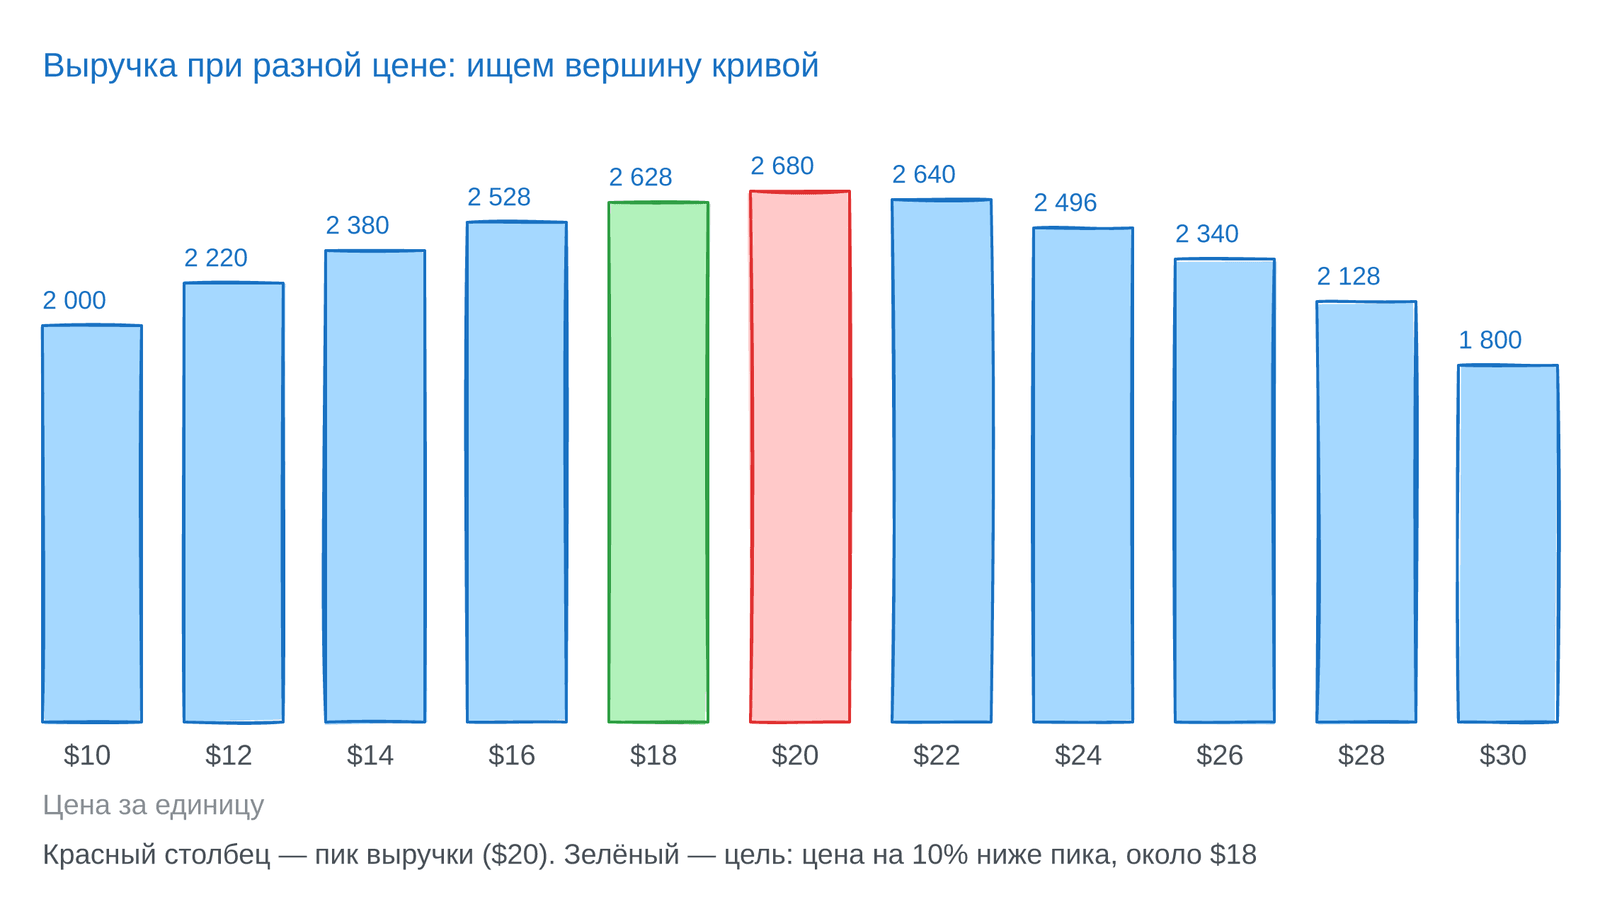 Выручка при разной цене: ищем вершину кривой
2 000
2 220
2 380
2 528
2 628
2 680
2 640
2 496
2 340
2 128
1 800
$10 $12 $14 $16 $18 $20 $22 $24 $26 $28 $30
Цена за единицу
Красный столбец — пик выручки ($20). Зелёный — цель: цена на 10% ниже пика, около $18